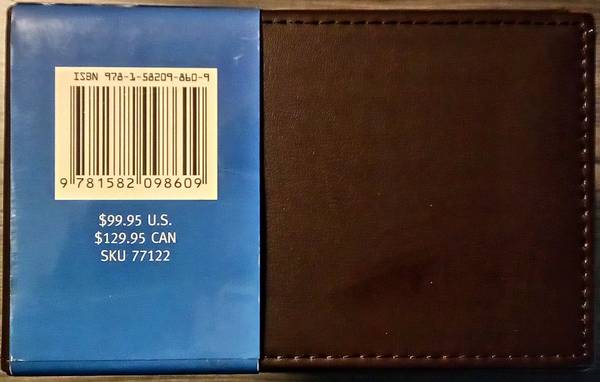 ISBN 978-1-58209-860-9
9 781582 098609
$99.95 U.S.
$129.95 CAN
SKU 77122